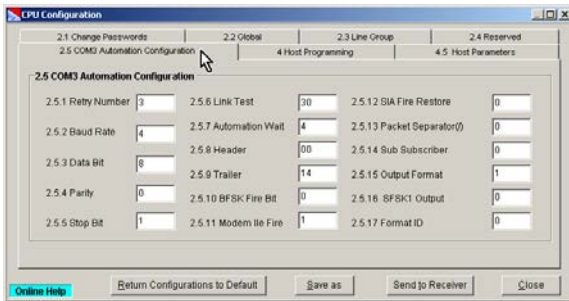 CPU Configuration
2.1 Change Passwords 2.2 Global 2.3 Line Group 2.4 Reserved
2.5 COM3 Automation Configuration 4 Host Programming 4.5 Host Parameters
2.5 COM3 Automation Configuration
2.5.1 Retry Number 3 2.5.6 Link Test 30 2.5.12 SIA Fire Restore 0
2.5.2 Baud Rate 4 2.5.7 Automation Wait 4 2.5.13 Packet Separator(/) 0
2.5.3 Data Bit 8 2.5.8 Header 00 2.5.14 Sub Subscriber 0
2.5.4 Parity 0 2.5.9 Trailer 14 2.5.15 Output Format 1
2.5.5 Stop Bit 1 2.5.10 BFSK Fire Bit 0 2.5.16 SFSK1 Output 0
2.5.11 Modem IIe Fire 1 2.5.17 Format ID 0
Online Help Return Configurations to Default Save as Send to Receiver Close